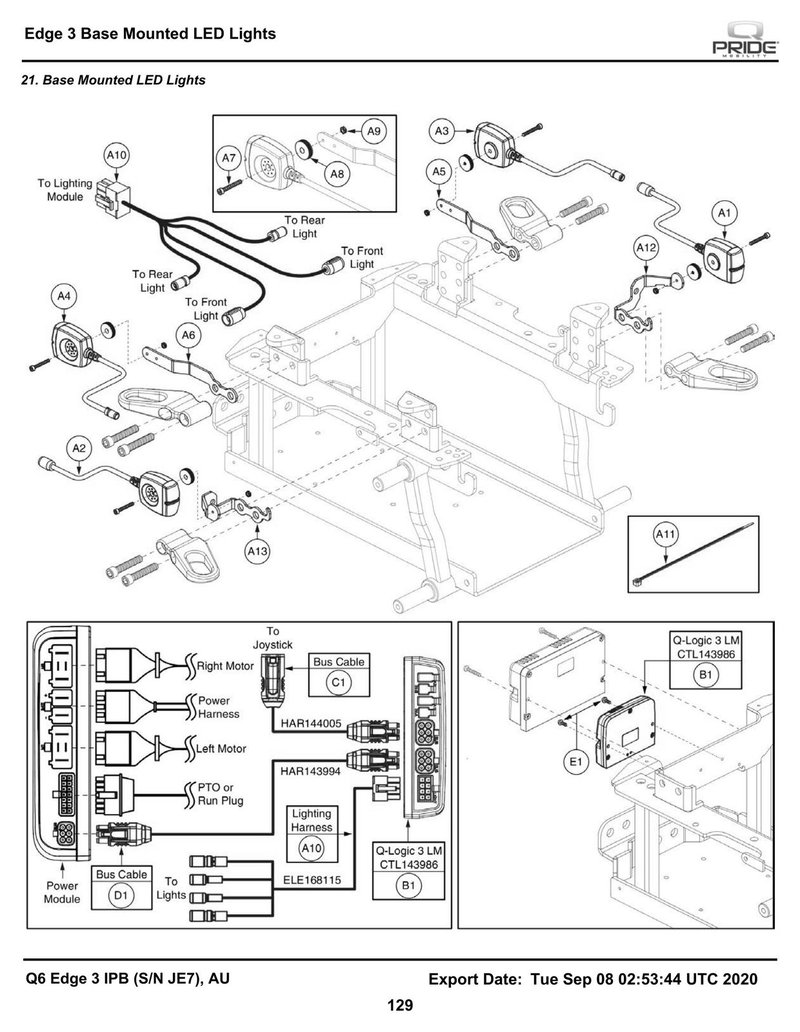 Edge 3 Base Mounted LED Lights
Q
PRIDE
MOBILITY
21. Base Mounted LED Lights
A10
To Lighting
Module
A7
A9
A8
To Rear
Light
To Front
Light
To Rear
Light
To Front
Light
A3
A5
A1
A12
A4
A6
A2
A13
A11
Right Motor
Power
Harness
Left Motor
PTO or
Run Plug
Power
Module
Bus Cable
D1
To
Joystick
Bus Cable
C1
HAR144005
HAR143994
Lighting
Harness
A10
ELE168115
To
Lights
Q-Logic 3 LM
CTL143986
B1
Q-Logic 3 LM
CTL143986
B1
E1
Q6 Edge 3 IPB (S/N JE7), AU
Export Date: Tue Sep 08 02:53:44 UTC 2020
129